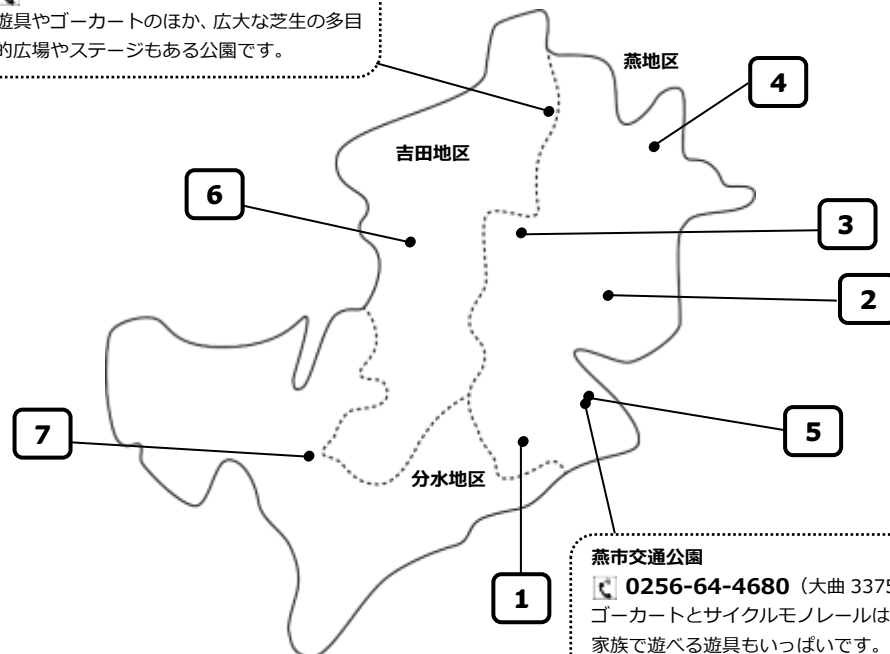 遊具やゴーカートのほか、広大な芝生の多目
的広場やステージもある公園です。
燕地区
4
吉田地区
6
3
2
7
5
分水地区
1
燕市交通公園
0256-64-4680（大曲 3375
ゴーカートとサイクルモノレールは
家族で遊べる遊具もいっぱいです。